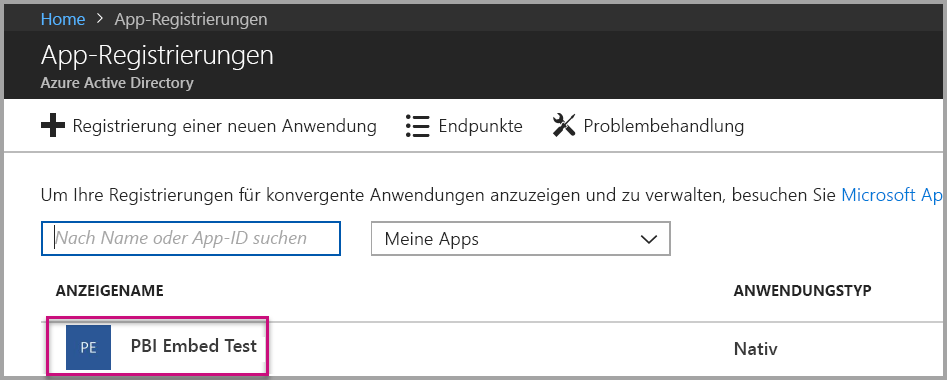 Home > App-Registrierungen
App-Registrierungen
Azure Active Directory
Registrierung einer neuen Anwendung Endpunkte Problembehandlung
Um Ihre Registrierungen für konvergente Anwendungen anzuzeigen und zu verwalten, besuchen Sie Microsoft Ap
Nach Name oder App-ID suchen Meine Apps
ANZEIGENAME ANWENDUNGSTYP
PE PBI Embed Test Nativ